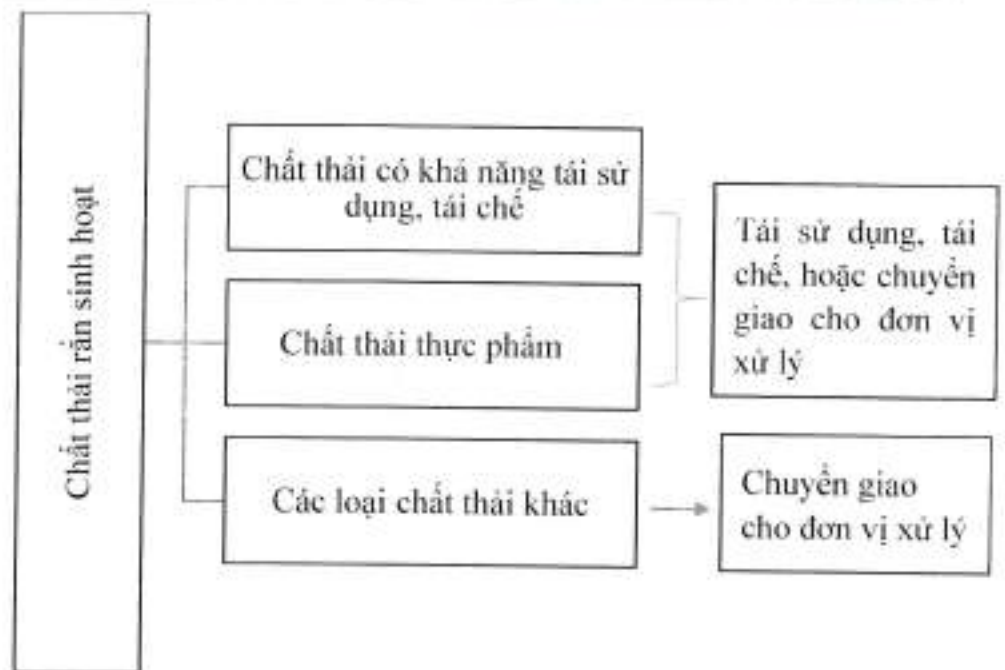 Chất thải rắn sinh hoạt
Chất thải có khả năng tái sử
dụng, tái chế
Chất thải thực phẩm
Các loại chất thải khác
Tái sử dụng, tái
chế, hoặc chuyển
giao cho đơn vị
xử lý
Chuyển giao
cho đơn vị xử lý